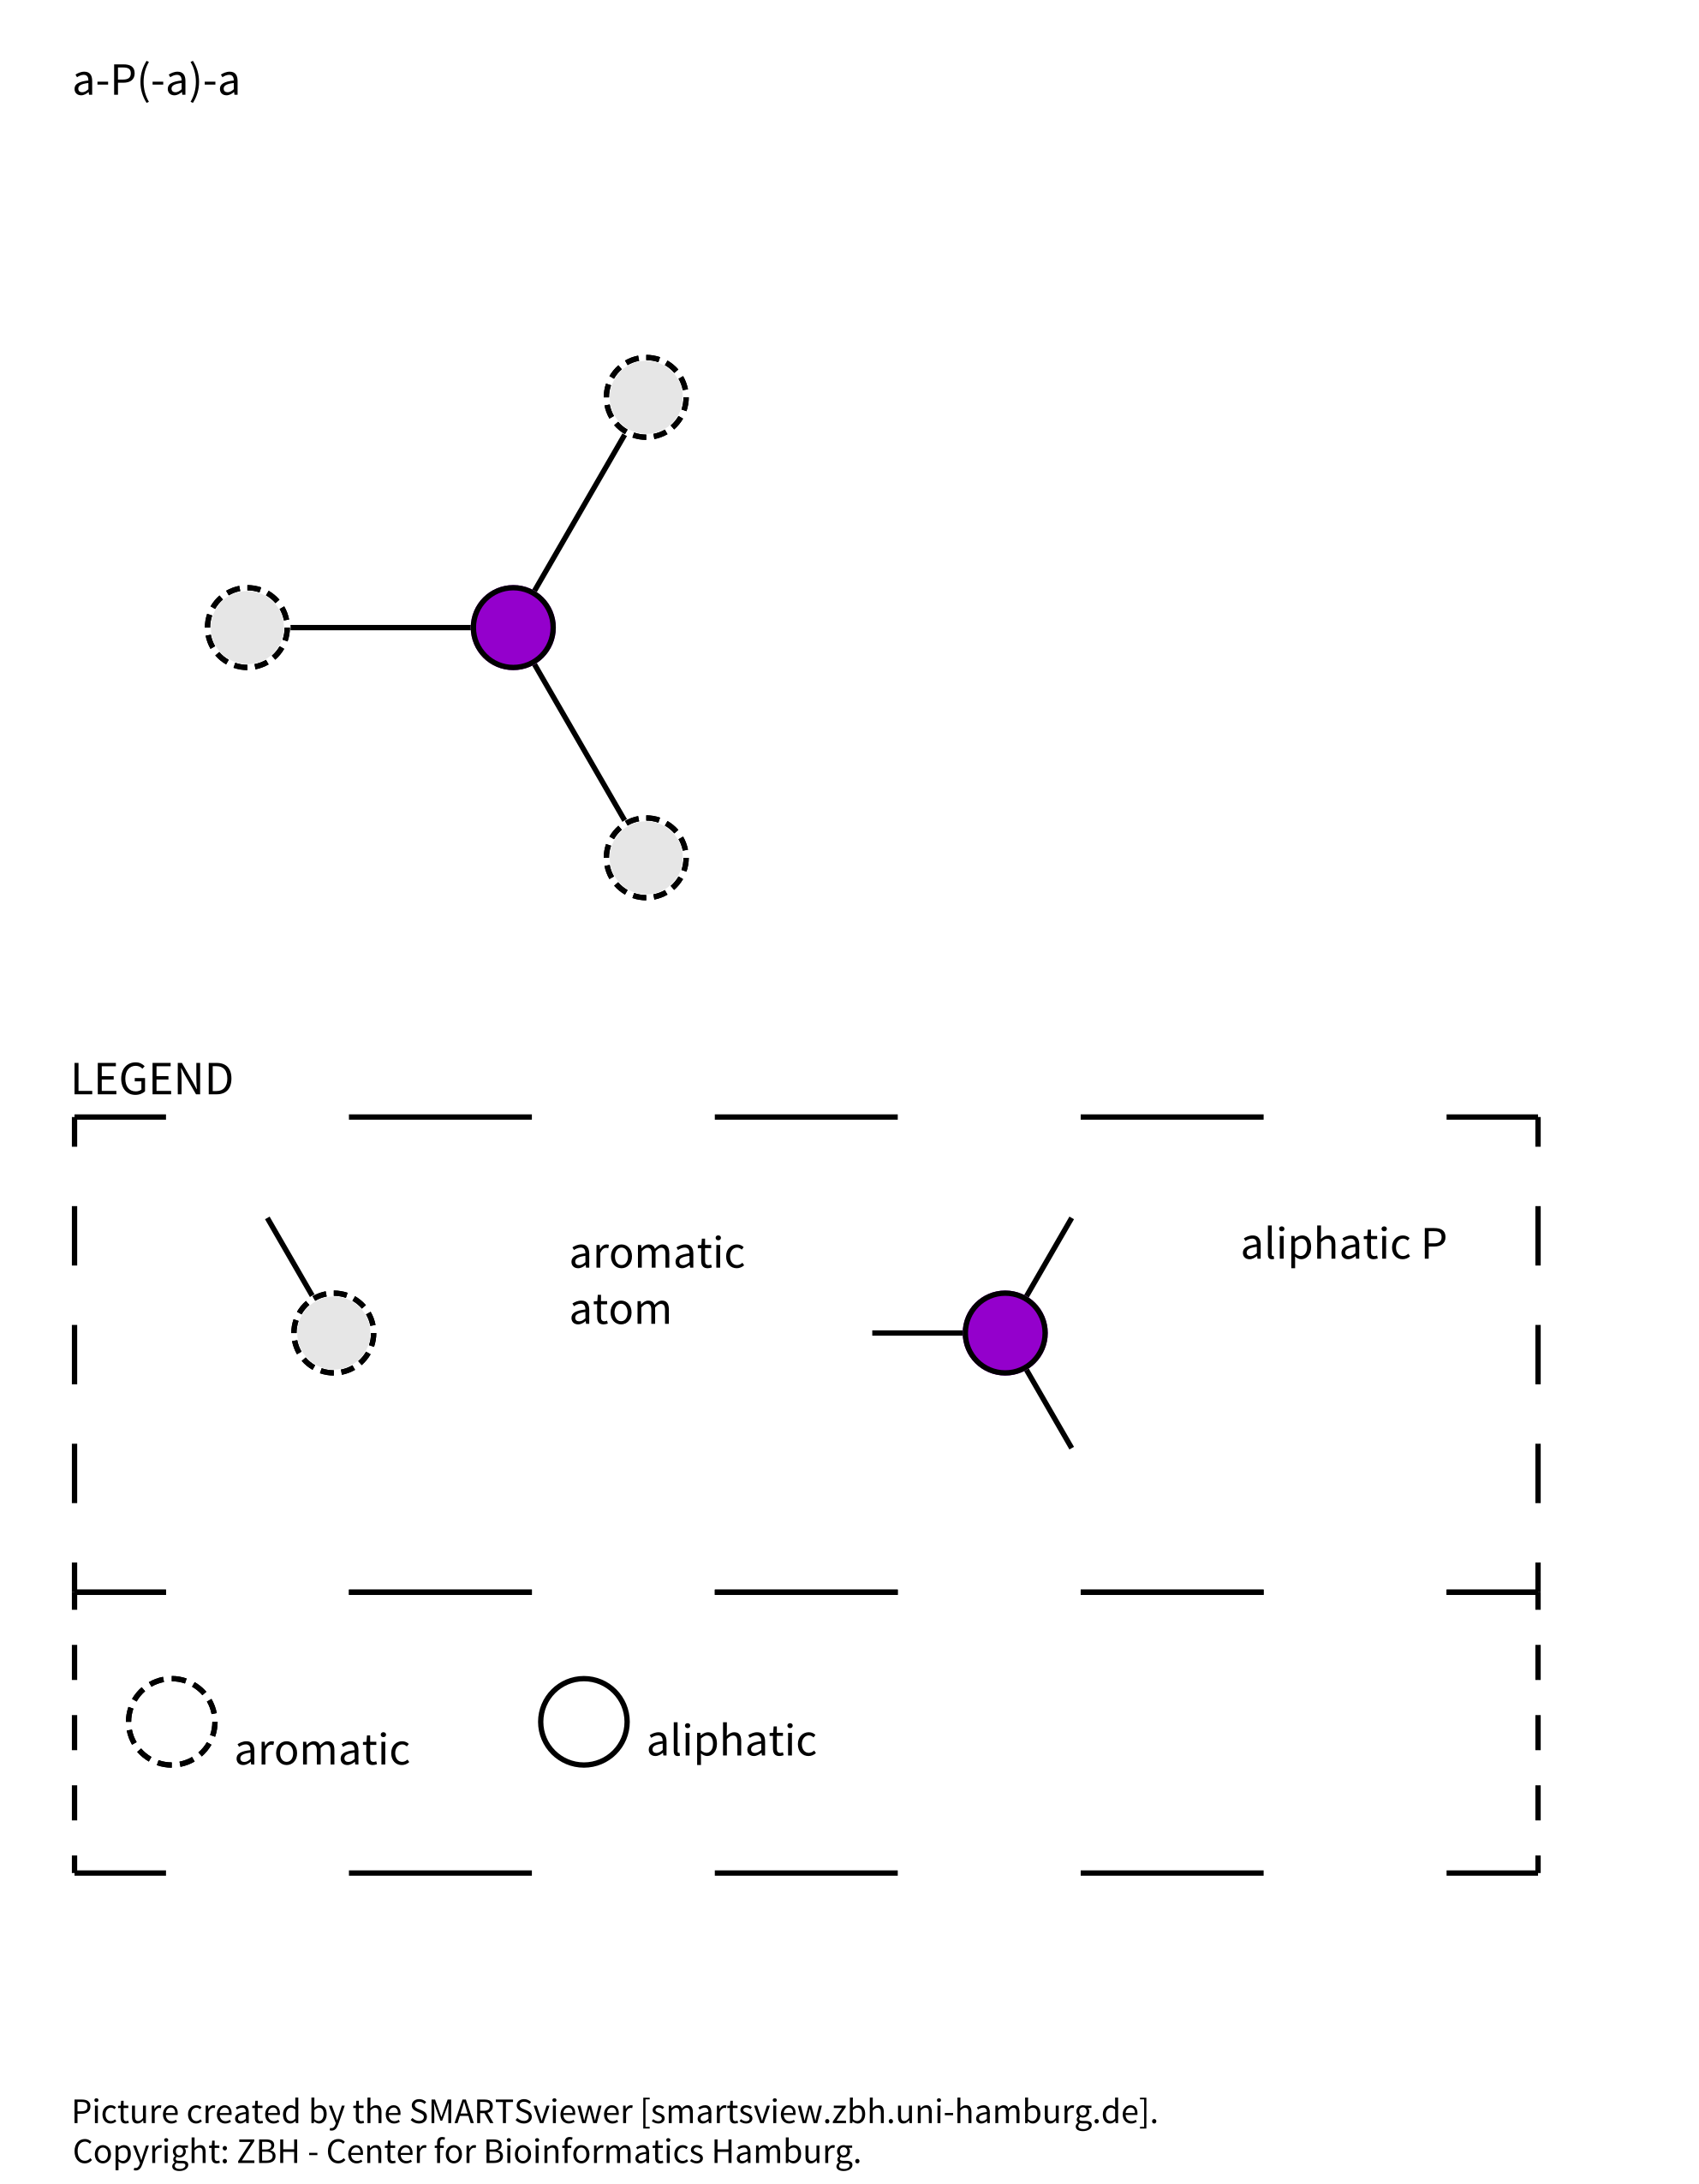 a-P(-a)-a
LEGEND
aromatic
atom
aliphatic P
aromatic
aliphatic
Picture created by the SMARTSviewer [smartsview.zbh.uni-hamburg.de].
Copyright: ZBH - Center for Bioinformatics Hamburg.